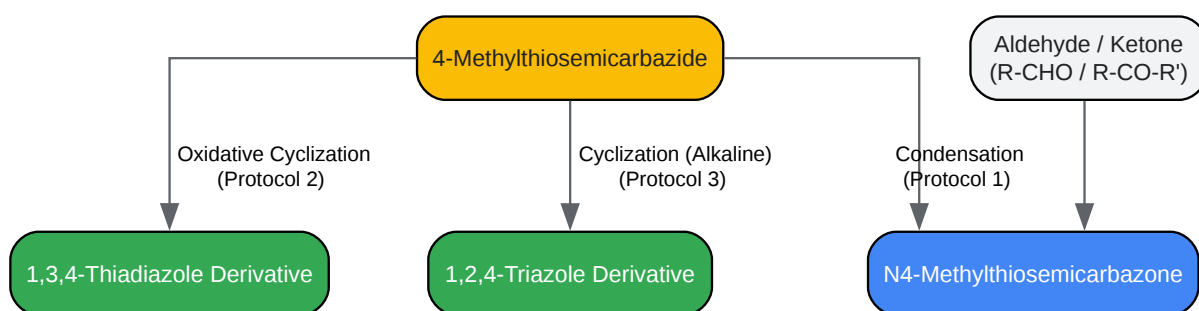 4-Methylthiosemicarbazide
Aldehyde / Ketone
(R-CHO / R-CO-R')
Oxidative Cyclization
(Protocol 2)
Cyclization (Alkaline)
(Protocol 3)
Condensation
(Protocol 1)
1,3,4-Thiadiazole Derivative
1,2,4-Triazole Derivative
N4-Methylthiosemicarbazone